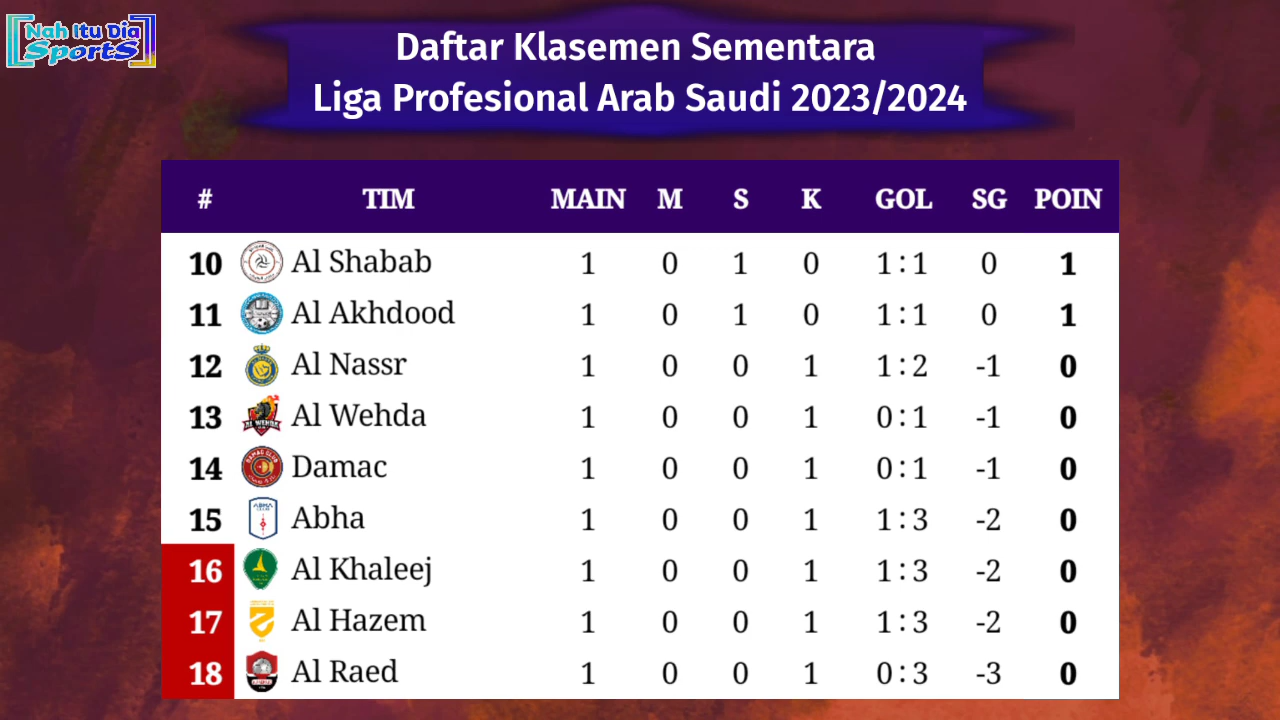 Nah Itu Dia
Sports
Daftar Klasemen Sementara
Liga Profesional Arab Saudi 2023/2024
# TIM MAIN M S K GOL SG POIN
10 Al Shabab 1 0 1 0 1:1 0 1
11 Al Akhdood 1 0 1 0 1:1 0 1
12 Al Nassr 1 0 0 1 1:2 -1 0
13 Al Wehda 1 0 0 1 0:1 -1 0
14 Damac 1 0 0 1 0:1 -1 0
15 Abha 1 0 0 1 1:3 -2 0
16 Al Khaleej 1 0 0 1 1:3 -2 0
17 Al Hazem 1 0 0 1 1:3 -2 0
18 Al Raed 1 0 0 1 0:3 -3 0